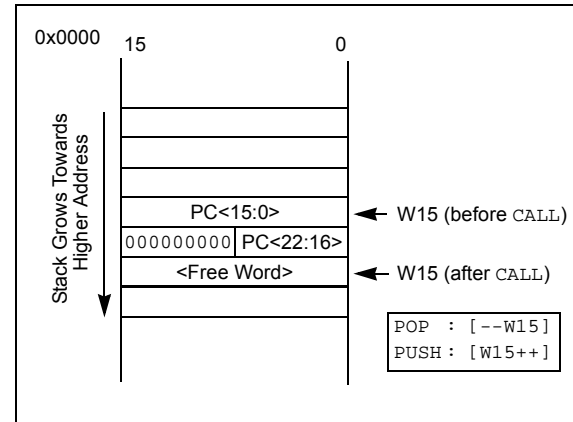 0x0000 15 0
Stack Grows Towards
Higher Address
PC<15:0>
W15 (before CALL)
000000000 PC<22:16>
<Free Word>
W15 (after CALL)
POP : [--W15]
PUSH : [W15++]